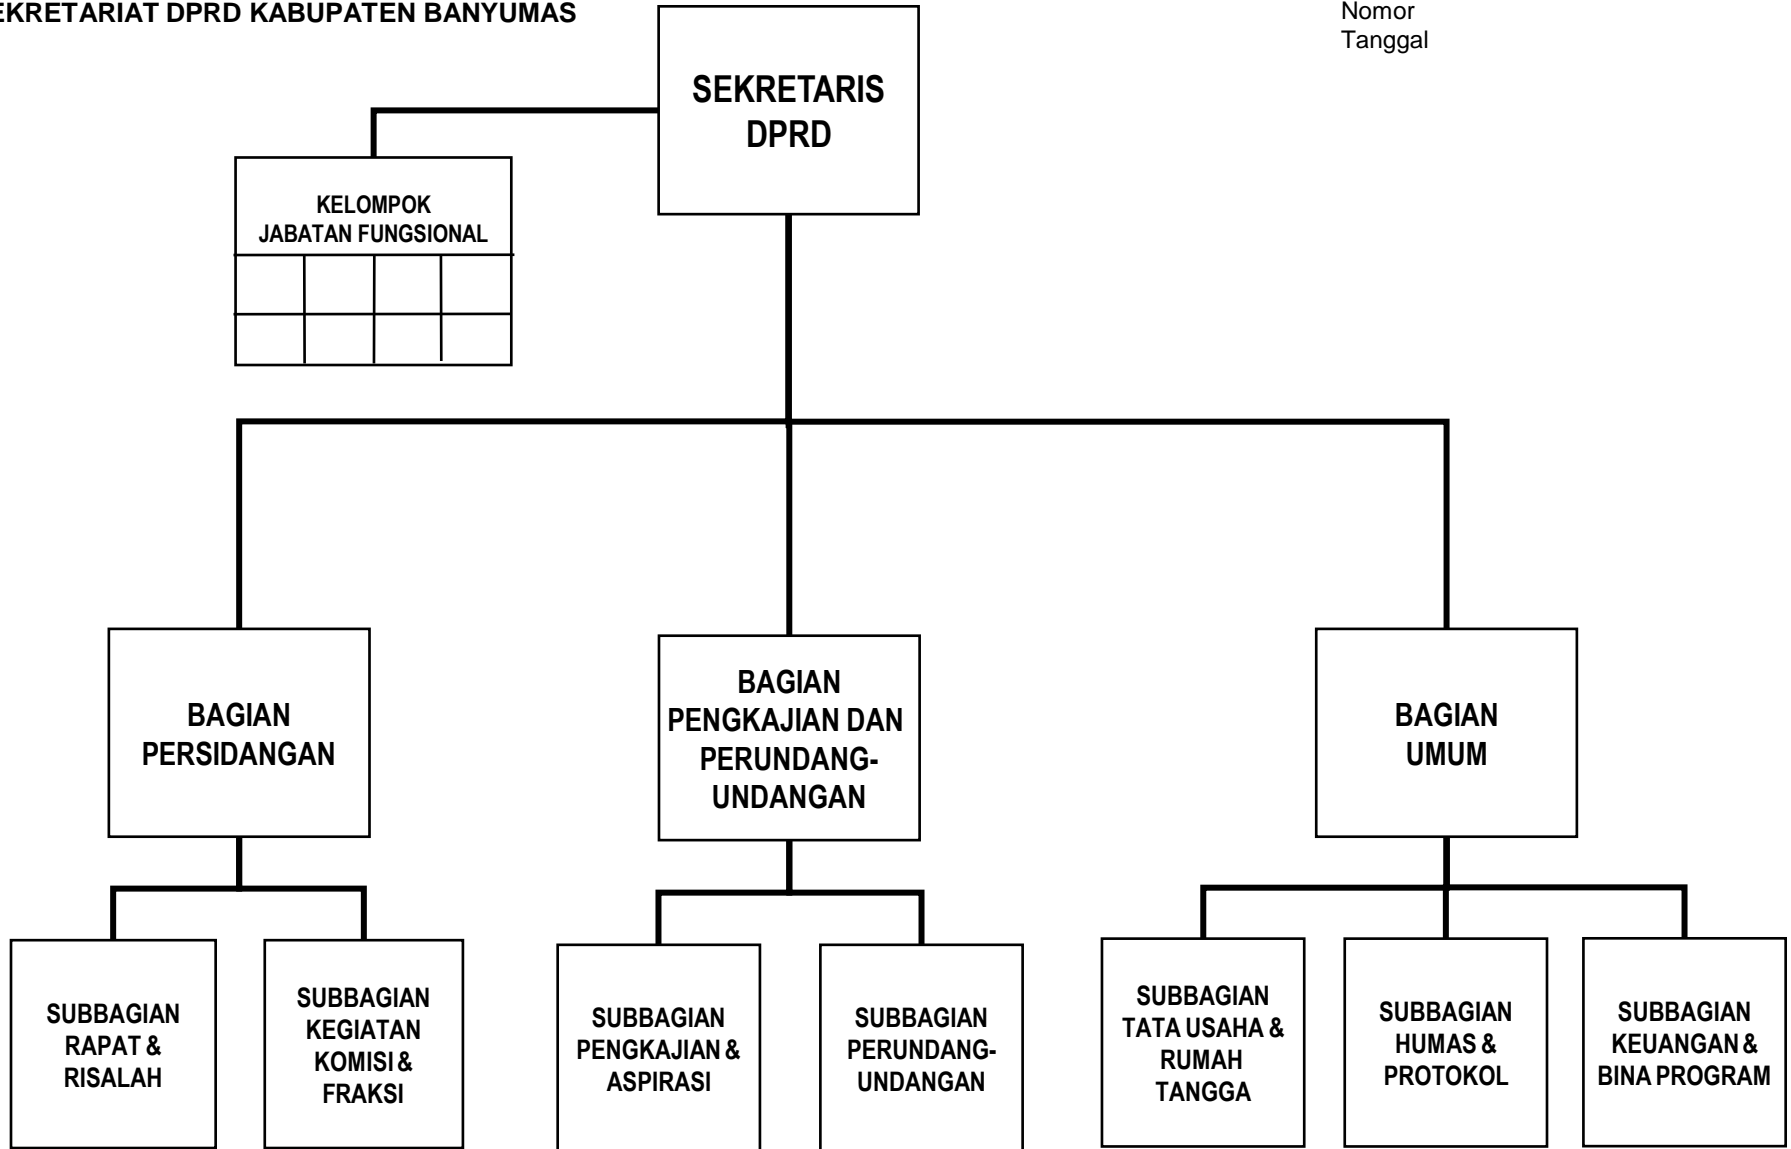 EKRETARIAT DPRD KABUPATEN BANYUMAS
Nomor
Tanggal
SEKRETARIS
DPRD
KELOMPOK
JABATAN FUNGSIONAL
BAGIAN
PERSIDANGAN
BAGIAN
PENGKAJIAN DAN
PERUNDANG-
UNDANGAN
BAGIAN
UMUM
SUBBAGIAN
RAPAT &
RISALAH
SUBBAGIAN
KEGIATAN
KOMISI &
FRAKSI
SUBBAGIAN
PENGKAJIAN &
ASPIRASI
SUBBAGIAN
PERUNDANG-
UNDANGAN
SUBBAGIAN
TATA USAHA &
RUMAH
TANGGA
SUBBAGIAN
HUMAS &
PROTOKOL
SUBBAGIAN
KEUANGAN &
BINA PROGRAM